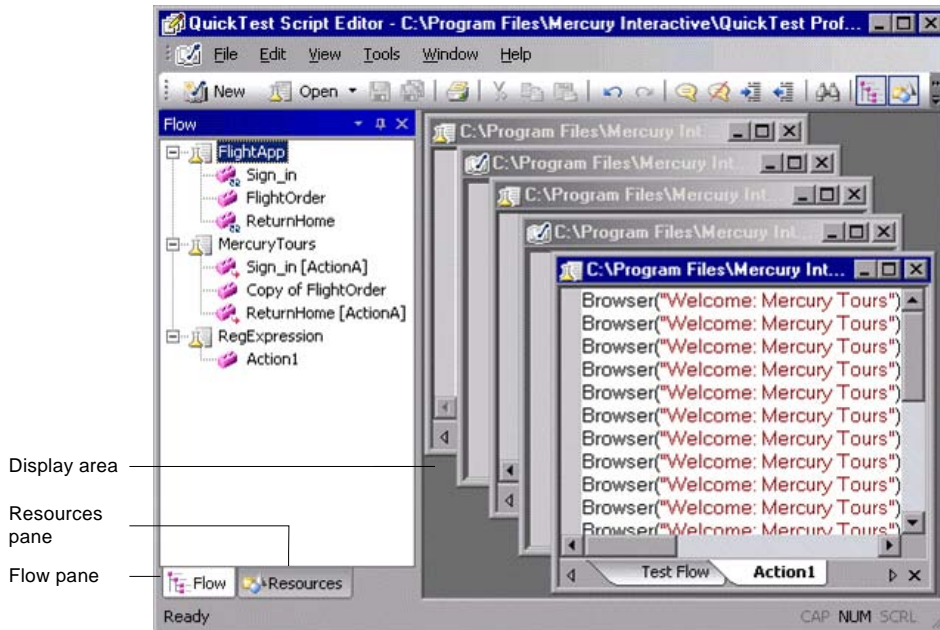 QuickTest Script Editor - C:\Program Files\Mercury Interactive\QuickTest Prof...
File Edit View Tools Window Help
New Open
Flow
FlightApp
Sign_in
FlightOrder
ReturnHome
MercuryTours
Sign_in [ActionA]
Copy of FlightOrder
ReturnHome [ActionA]
RegExpression
Action1
C:\Program Files\Mercury Int...
C:\Program Files\Mercury Int...
C:\Program Files\Mercury Int...
C:\Program Files\Mercury Int...
C:\Program Files\Mercury Int...
Browser("Welcome: Mercury Tours")
Browser("Welcome: Mercury Tours")
Browser("Welcome: Mercury Tours")
Browser("Welcome: Mercury Tours")
Browser("Welcome: Mercury Tours")
Browser("Welcome: Mercury Tours")
Browser("Welcome: Mercury Tours")
Browser("Welcome: Mercury Tours")
Browser("Welcome: Mercury Tours")
Browser("Welcome: Mercury Tours")
Browser("Welcome: Mercury Tours")
Test Flow Action1
Display area
Resources
pane
Flow pane
Flow Resources
Ready
CAP NUM SCRL